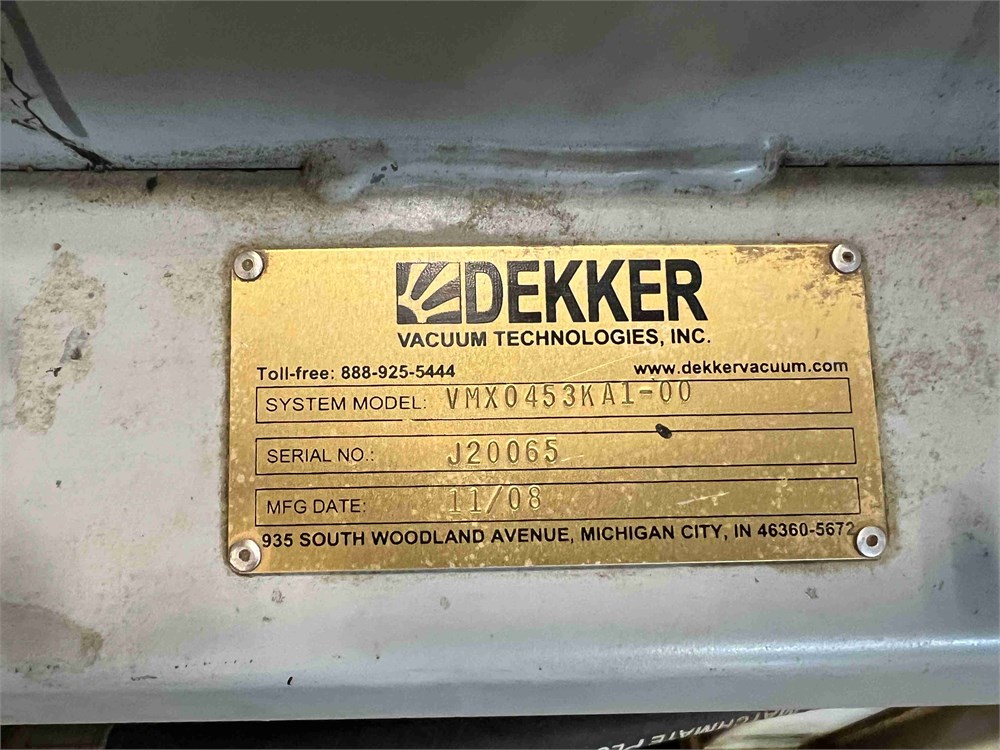 DEKKER
VACUUM TECHNOLOGIES, INC.
Toll-free: 888-925-5444 www.dekkervacuum.com
SYSTEM MODEL: VMX0453KA1-00
SERIAL NO.: J20065
MFG DATE: 11/08
935 SOUTH WOODLAND AVENUE, MICHIGAN CITY, IN 46360-5672